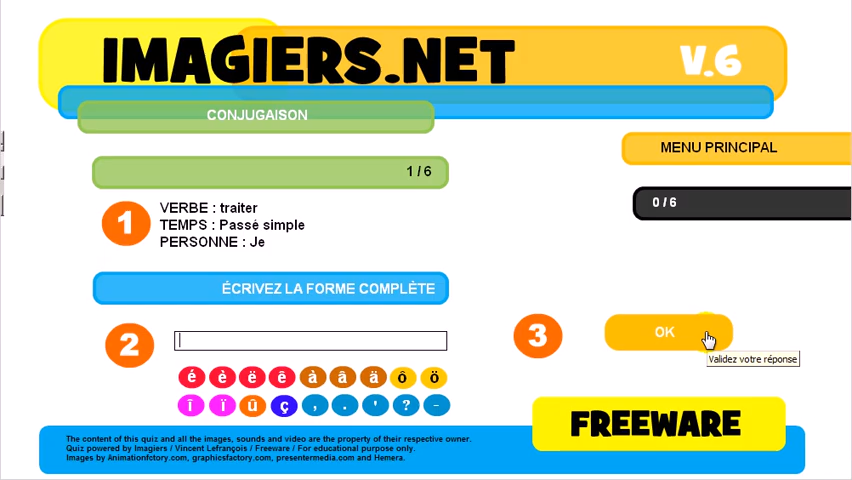 IMAGIERS.NET
V.6
CONJUGAISON
MENU PRINCIPAL
1 / 6
0 / 6
1
VERBE : traiter
TEMPS : Passé simple
PERSONNE : Je
ÉCRIVEZ LA FORME COMPLÈTE
2
3
OK
Validez votre réponse
é è ë ê à â ä ô ö
î ï û ç , . ' ? -
FREEWARE
The content of this quiz and all the images, sounds and video are the property of their respective owner.
Quiz powered by Imagiers / Vincent Lefrançois / Freeware / For educational purpose only.
Images by Animationfctory.com, graphicsfactory.com, presentermedia.com and Hemera.